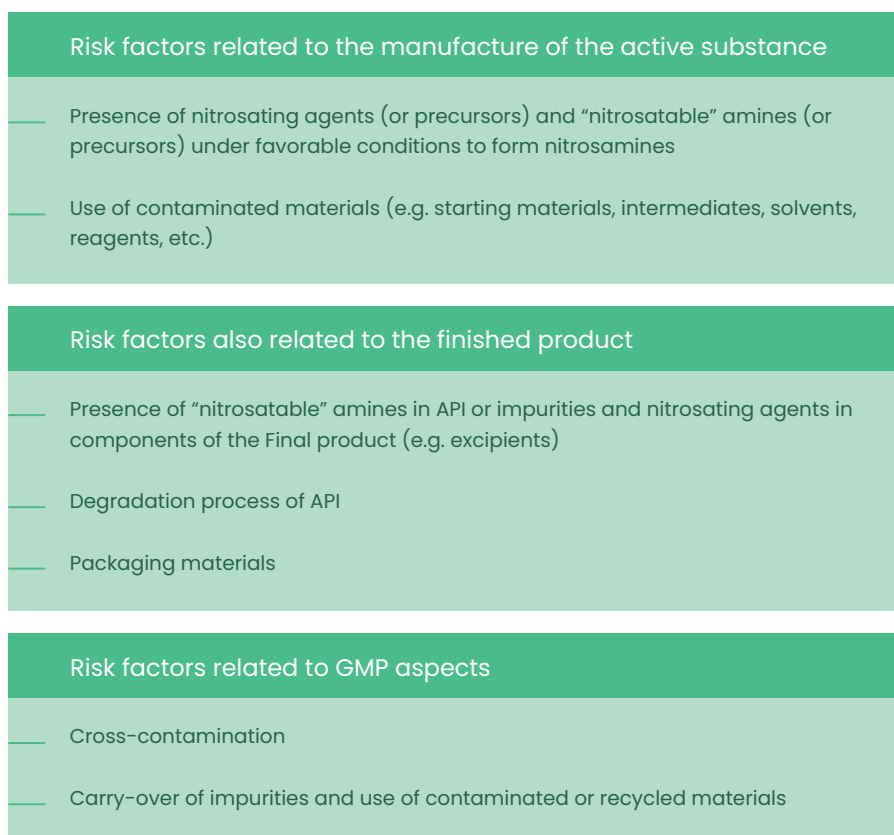 Risk factors related to the manufacture of the active substance
Presence of nitrosating agents (or precursors) and “nitrosatable” amines (or
precursors) under favorable conditions to form nitrosamines
Use of contaminated materials (e.g. starting materials, intermediates, solvents,
reagents, etc.)
Risk factors also related to the finished product
Presence of “nitrosatable” amines in API or impurities and nitrosating agents in
components of the Final product (e.g. excipients)
Degradation process of API
Packaging materials
Risk factors related to GMP aspects
Cross-contamination
Carry-over of impurities and use of contaminated or recycled materials